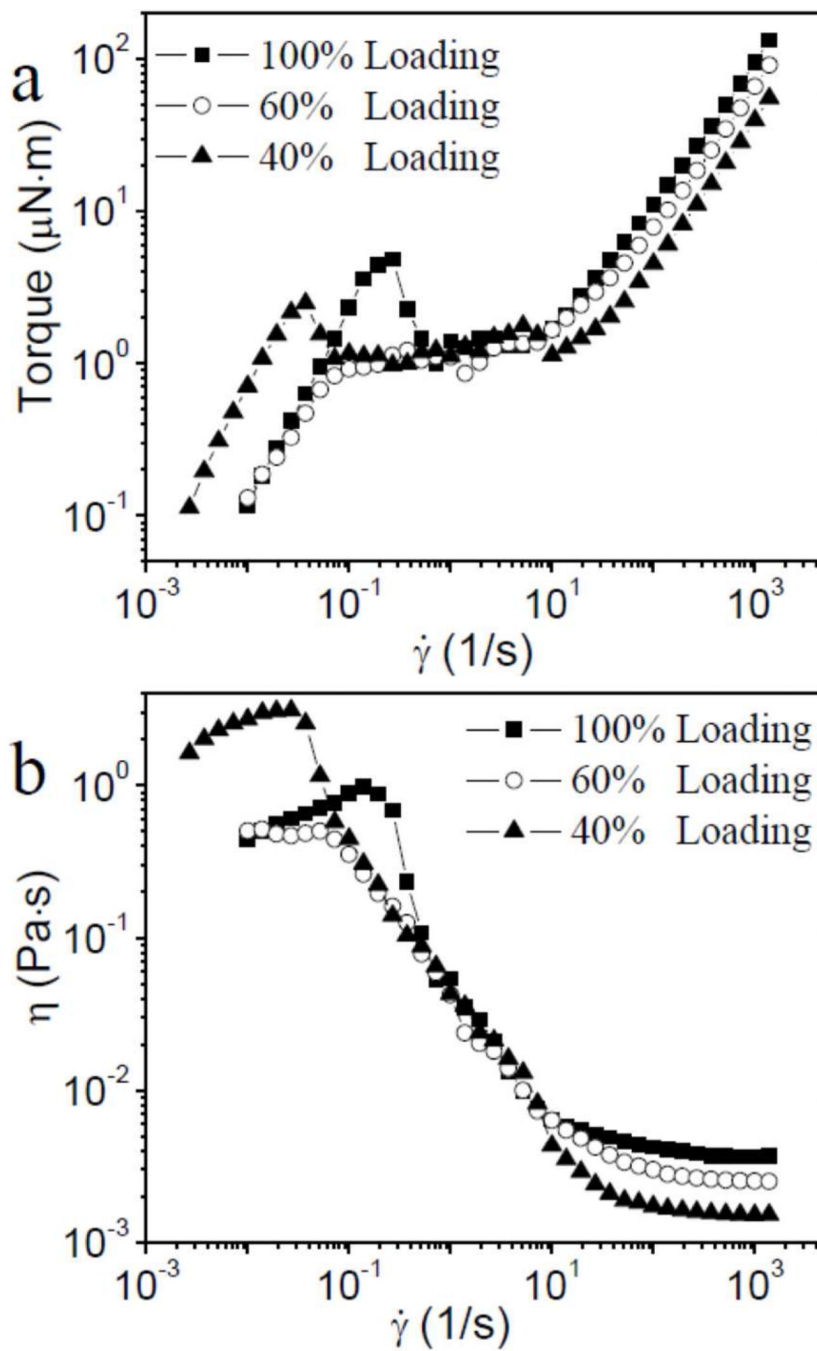 a
100% Loading
60% Loading
40% Loading
Torque (μN·m)
10²
10¹
10⁰
10⁻¹
10⁻³ 10⁻¹ 10¹ 10³
γ̇ (1/s)
b
100% Loading
60% Loading
40% Loading
η (Pa·s)
10⁰
10⁻¹
10⁻²
10⁻³
10⁻³ 10⁻¹ 10¹ 10³
γ̇ (1/s)